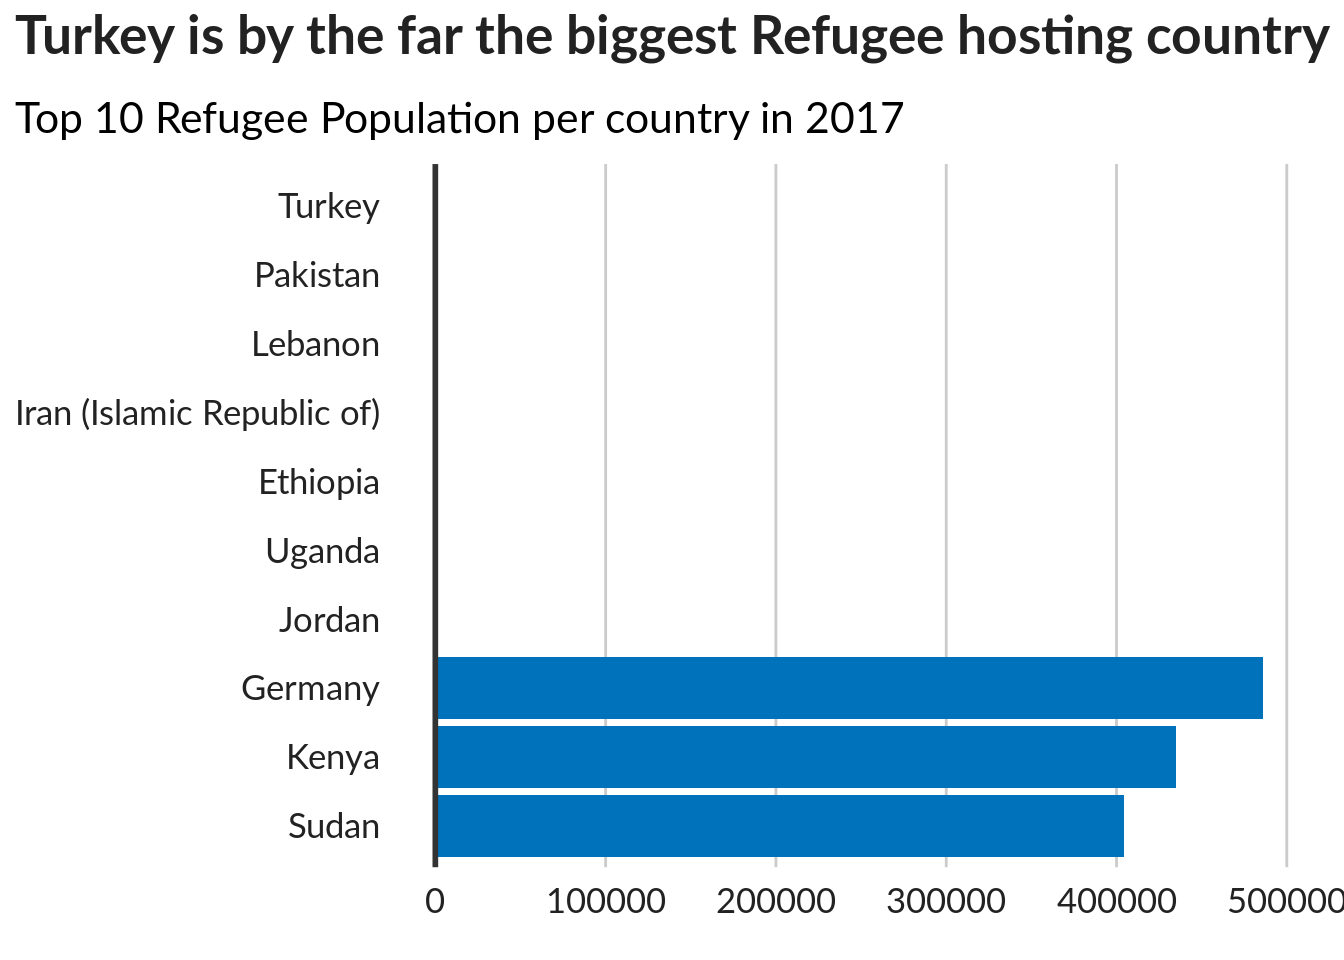 Turkey is by the far the biggest Refugee hosting country
Top 10 Refugee Population per country in 2017
Turkey
Pakistan
Lebanon
Iran (Islamic Republic of)
Ethiopia
Uganda
Jordan
Germany
Kenya
Sudan
0 100000 200000 300000 400000 500000